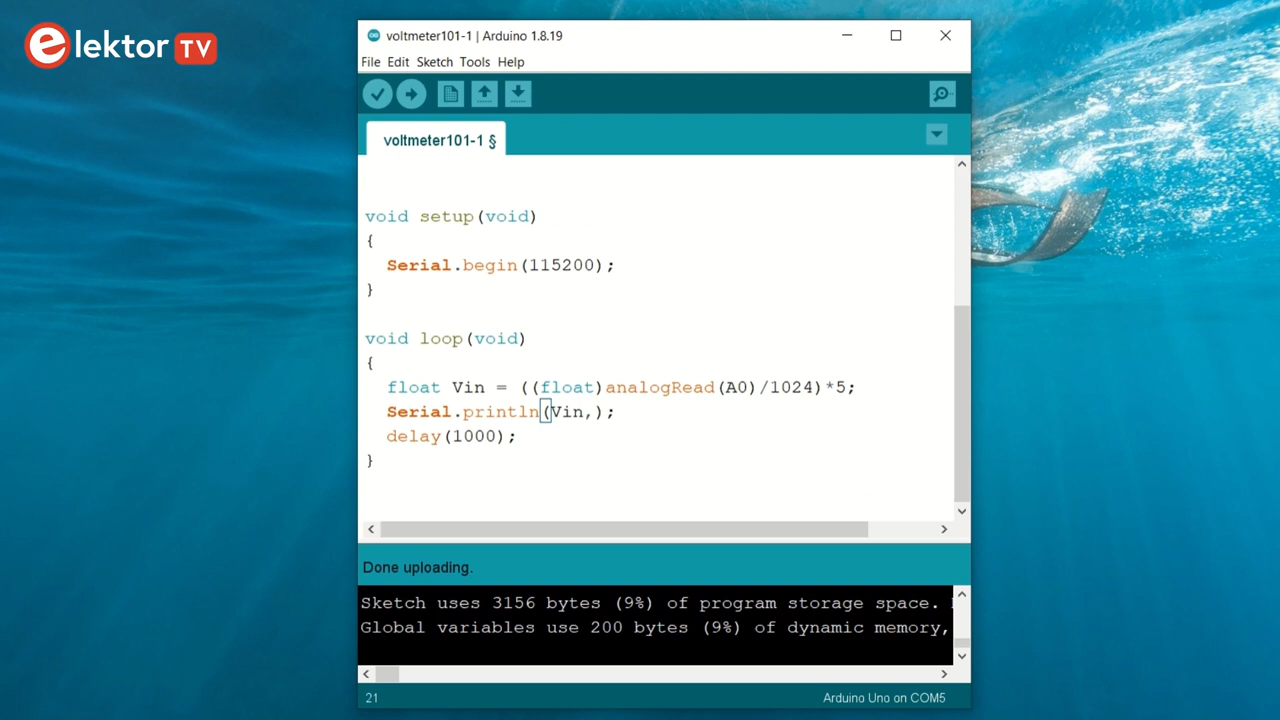 elektor TV
voltmeter101-1 | Arduino 1.8.19
File Edit Sketch Tools Help
voltmeter101-1 §
void setup(void)
{
Serial.begin(115200);
}
void loop(void)
{
float Vin = ((float)analogRead(A0)/1024)*5;
Serial.println(Vin,);
delay(1000);
}
Done uploading.
Sketch uses 3156 bytes (9%) of program storage space.
Global variables use 200 bytes (9%) of dynamic memory,
21
Arduino Uno on COM5